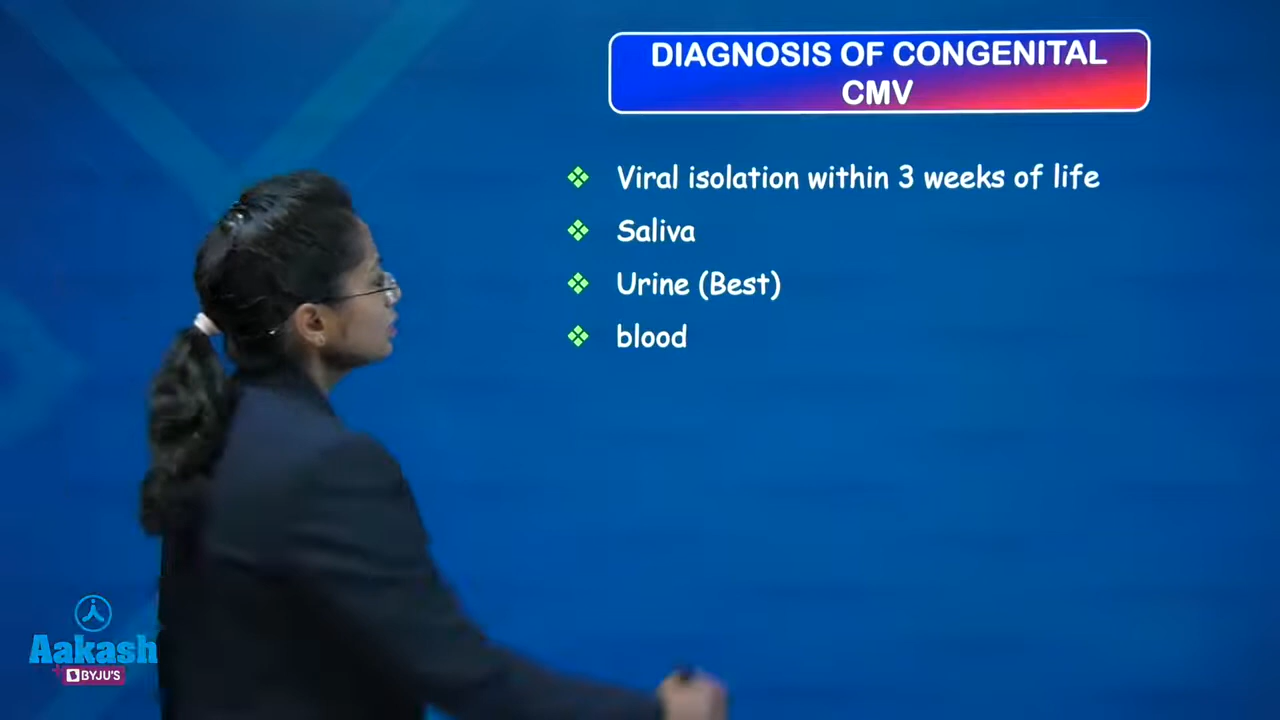 DIAGNOSIS OF CONGENITAL
CMV
Viral isolation within 3 weeks of life
Saliva
Urine (Best)
blood
Aakash
+ BYJU'S